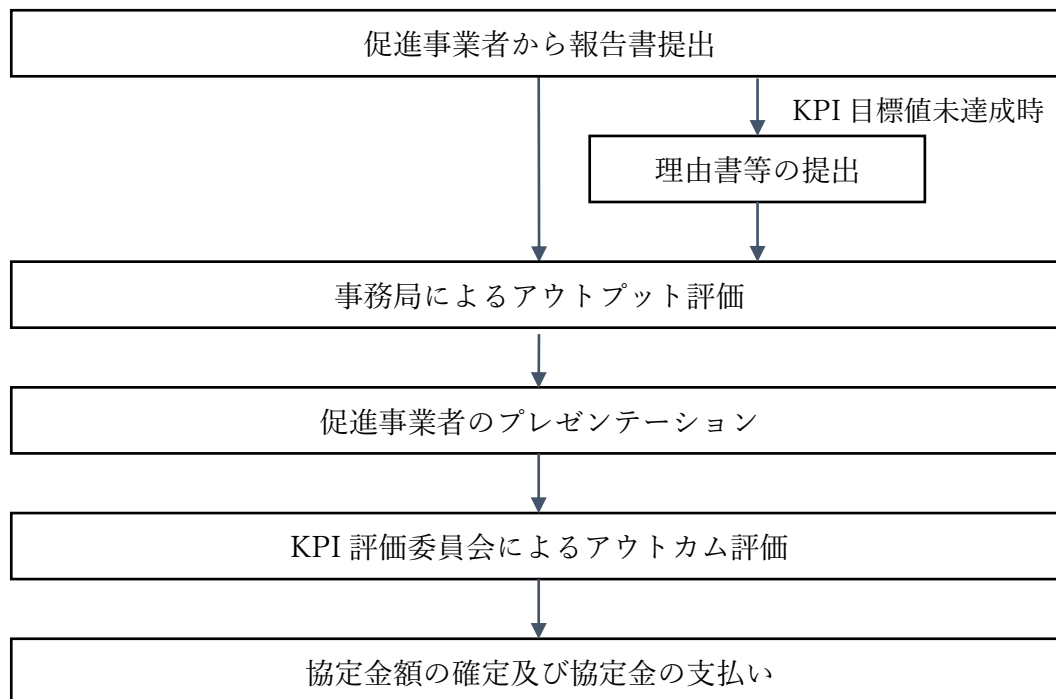 促進事業者から報告書提出
KPI 目標値未達成時
理由書等の提出
事務局によるアウトプット評価
促進事業者のプレゼンテーション
KPI 評価委員会によるアウトカム評価
協定金額の確定及び協定金の支払い